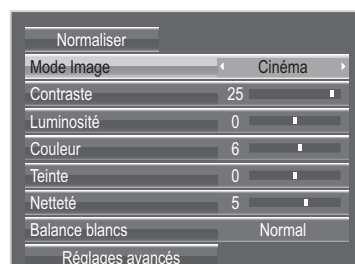 Normaliser
Mode Image Cinéma
Contraste 25
Luminosité 0
Couleur 6
Teinte 0
Netteté 5
Balance blancs Normal
Réglages avancés